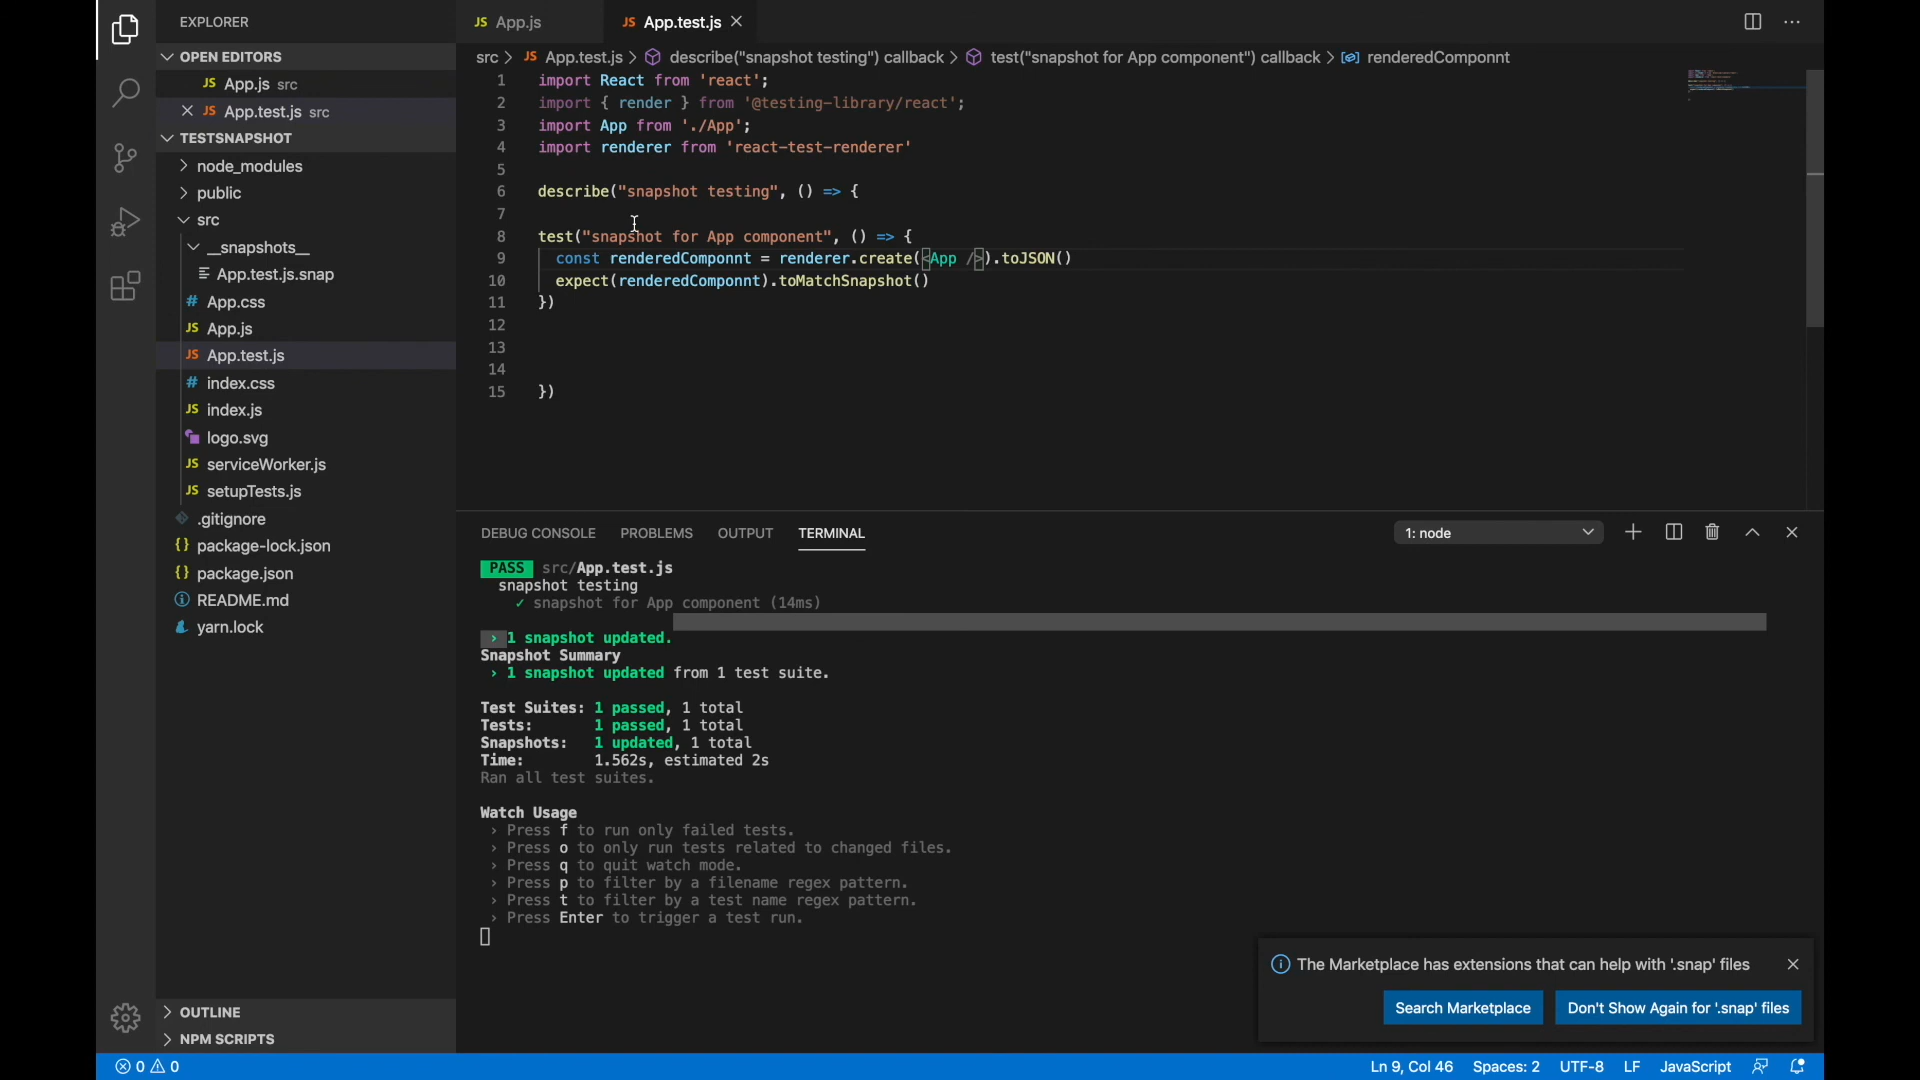 EXPLORER
OPEN EDITORS
JS App.js src
JS App.test.js src
TESTSNAPSHOT
node_modules
public
src
__snapshots__
App.test.js.snap
# App.css
JS App.js
JS App.test.js
# index.css
JS index.js
logo.svg
JS serviceWorker.js
JS setupTests.js
.gitignore
{} package-lock.json
{} package.json
README.md
yarn.lock
OUTLINE
NPM SCRIPTS
JS App.js
JS App.test.js
src > JS App.test.js > describe("snapshot testing") callback > test("snapshot for App component") callback > renderedComponnt
1 import React from 'react';
2 import { render } from '@testing-library/react';
3 import App from './App';
4 import renderer from 'react-test-renderer'
5
6 describe("snapshot testing", () => {
7
8 test("snapshot for App component", () => {
9 const renderedComponnt = renderer.create(<App />).toJSON()
10 expect(renderedComponnt).toMatchSnapshot()
11 })
12
13
14
15 })
DEBUG CONSOLE PROBLEMS OUTPUT TERMINAL
1: node
PASS src/App.test.js
snapshot testing
✓ snapshot for App component (14ms)
› 1 snapshot updated.
Snapshot Summary
› 1 snapshot updated from 1 test suite.
Test Suites: 1 passed, 1 total
Tests: 1 passed, 1 total
Snapshots: 1 updated, 1 total
Time: 1.562s, estimated 2s
Ran all test suites.
Watch Usage
› Press f to run only failed tests.
› Press o to only run tests related to changed files.
› Press q to quit watch mode.
› Press p to filter by a filename regex pattern.
› Press t to filter by a test name regex pattern.
› Press Enter to trigger a test run.
The Marketplace has extensions that can help with '.snap' files
Search Marketplace
Don't Show Again for '.snap' files
0 0
Ln 9, Col 46 Spaces: 2 UTF-8 LF JavaScript